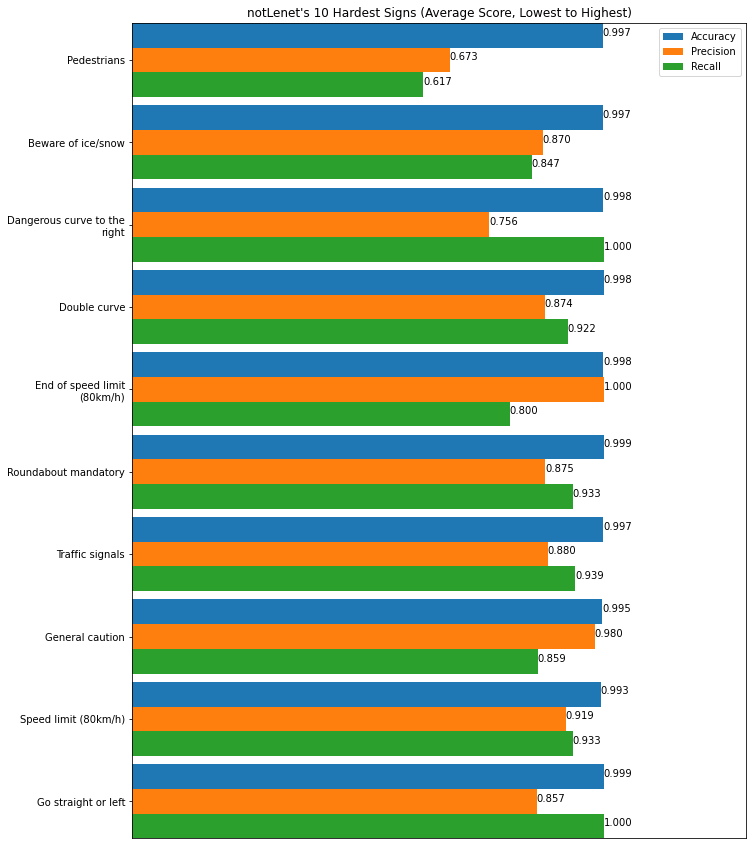 notLenet's 10 Hardest Signs (Average Score, Lowest to Highest)
Accuracy
Precision
Recall
Pedestrians
0.997
0.673
0.617
Beware of ice/snow
0.997
0.870
0.847
Dangerous curve to the
right
0.998
0.756
1.000
Double curve
0.998
0.874
0.922
End of speed limit
(80km/h)
0.998
1.000
0.800
Roundabout mandatory
0.999
0.875
0.933
Traffic signals
0.997
0.880
0.939
General caution
0.995
0.980
0.859
Speed limit (80km/h)
0.993
0.919
0.933
Go straight or left
0.999
0.857
1.000